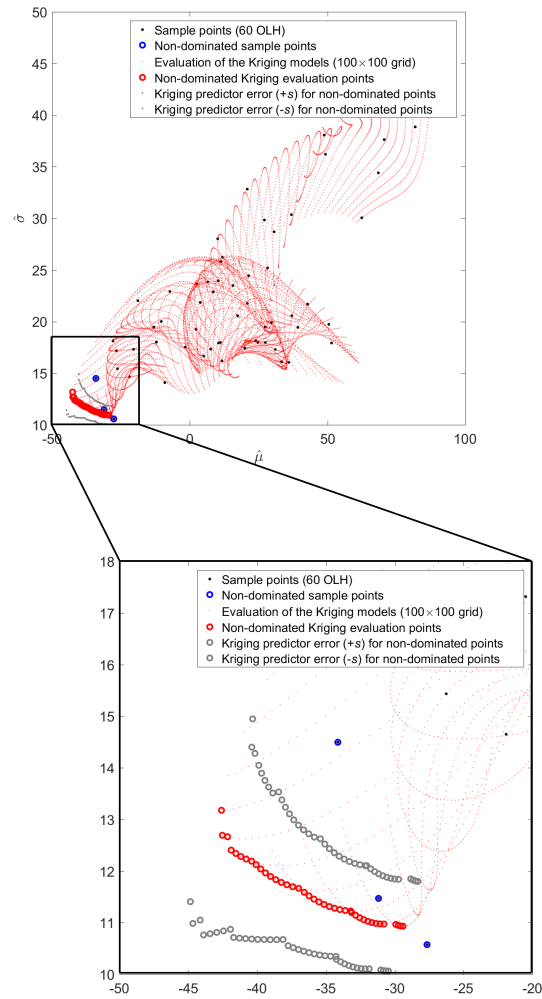 50
45
40
35
30
25
20
15
10
σ̂
Sample points (60 OLH)
Non-dominated sample points
Evaluation of the Kriging models (100×100 grid)
Non-dominated Kriging evaluation points
Kriging predictor error (+s) for non-dominated points
Kriging predictor error (-s) for non-dominated points
-50 0 50 100
μ̂
18
17
16
15
14
13
12
11
10
Sample points (60 OLH)
Non-dominated sample points
Evaluation of the Kriging models (100×100 grid)
Non-dominated Kriging evaluation points
Kriging predictor error (+s) for non-dominated points
Kriging predictor error (-s) for non-dominated points
-50 -45 -40 -35 -30 -25 -20